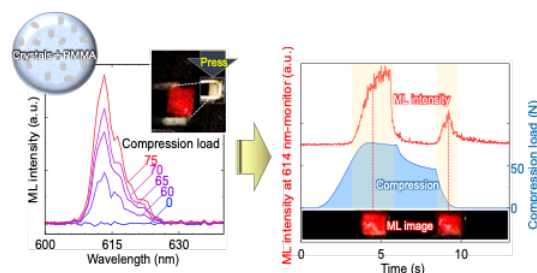 Crystals+PMMA
Press
Compression load
75
70
65
60
0
ML intensity (a. u.)
600
615
630
Wavelength (nm)
ML intensity at 614 nm-monitor (a.u.)
ML intensity
Compression
ML image
50
0
Compression load (N)
0
5
10
Time (s)